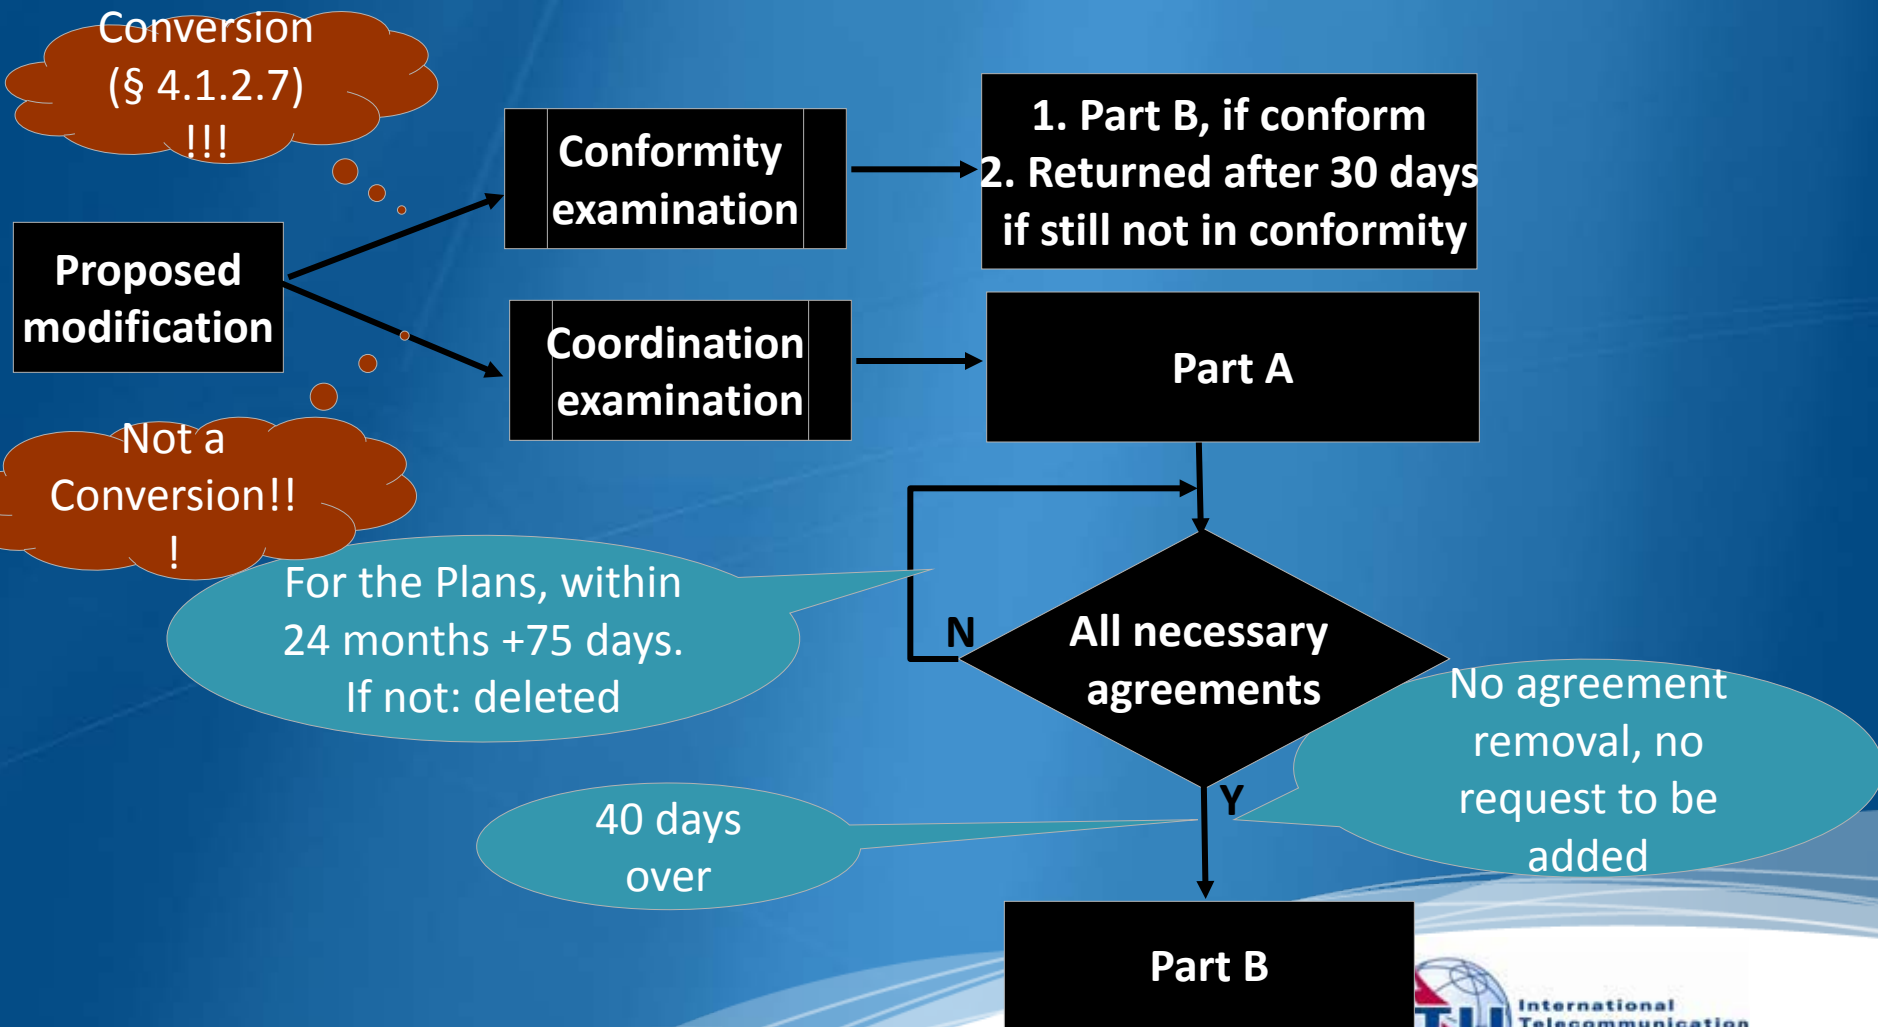 Conversion
(§ 4.1.2.7)
!!!
Proposed
modification
Conformity
examination
1. Part B, if conform
2. Returned after 30 days
if still not in conformity
Coordination
examination
Part A
Not a
Conversion!!
!
For the Plans, within
24 months +75 days.
If not: deleted
N
All necessary
agreements
No agreement
removal, no
request to be
added
Y
40 days
over
Part B
International
Telecommunication